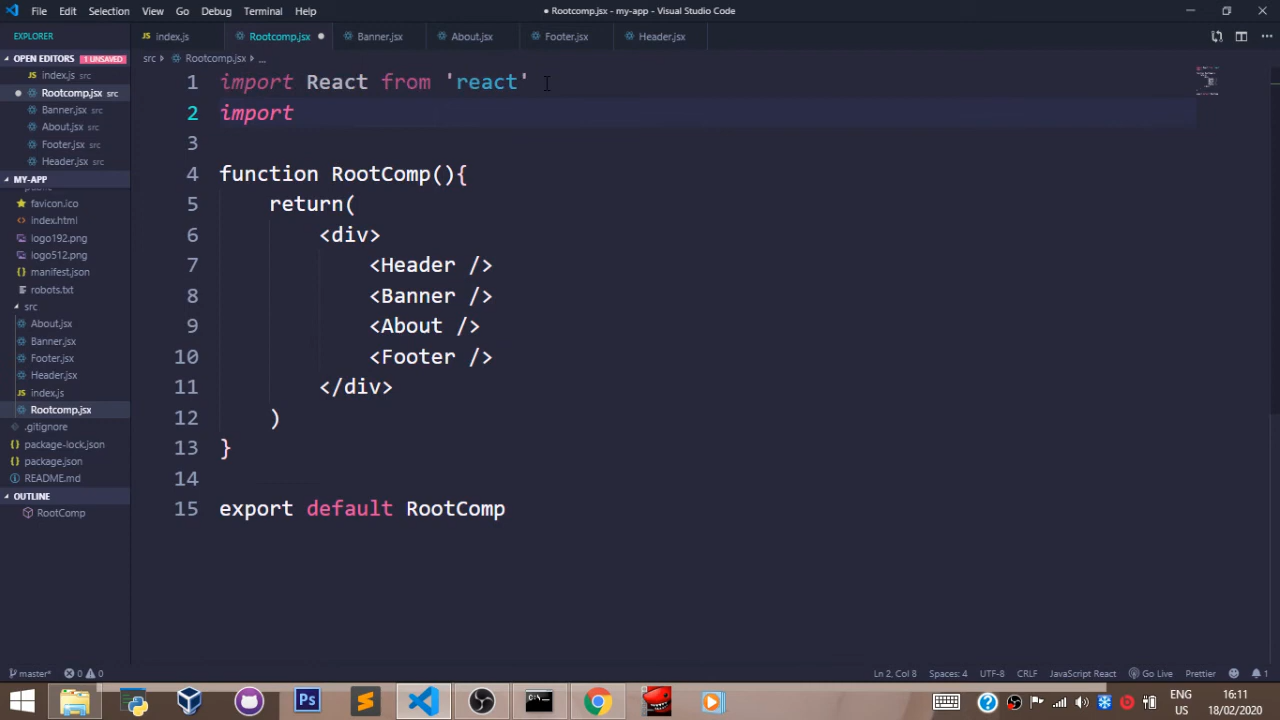 File Edit Selection View Go Debug Terminal Help
● Rootcomp.jsx - my-app - Visual Studio Code
EXPLORER
index.js
Rootcomp.jsx
Banner.jsx
About.jsx
Footer.jsx
Header.jsx
OPEN EDITORS 1 UNSAVED
index.js src
Rootcomp.jsx src
Banner.jsx src
About.jsx src
Footer.jsx src
Header.jsx src
MY-APP
favicon.ico
index.html
logo192.png
logo512.png
manifest.json
robots.txt
src
About.jsx
Banner.jsx
Footer.jsx
Header.jsx
index.js
Rootcomp.jsx
.gitignore
package-lock.json
package.json
README.md
OUTLINE
RootComp
src › Rootcomp.jsx › ...
1 import React from 'react'
2 import
3
4 function RootComp(){
5 return(
6 <div>
7 <Header />
8 <Banner />
9 <About />
10 <Footer />
11 </div>
12 )
13 }
14
15 export default RootComp
master* 0 0
Ln 2, Col 8 Spaces: 4 UTF-8 CRLF JavaScript React Go Live Prettier 1
Ps
ENG
US
16:11
18/02/2020